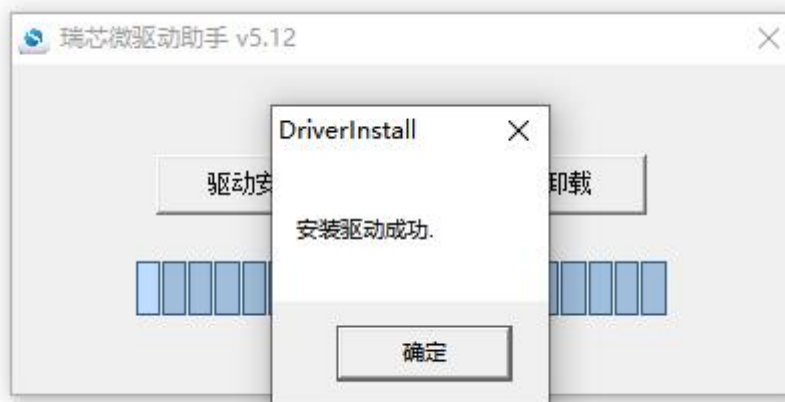 瑞芯微驱动助手 v5.12
DriverInstall
驱动安
卸载
安装驱动成功.
确定